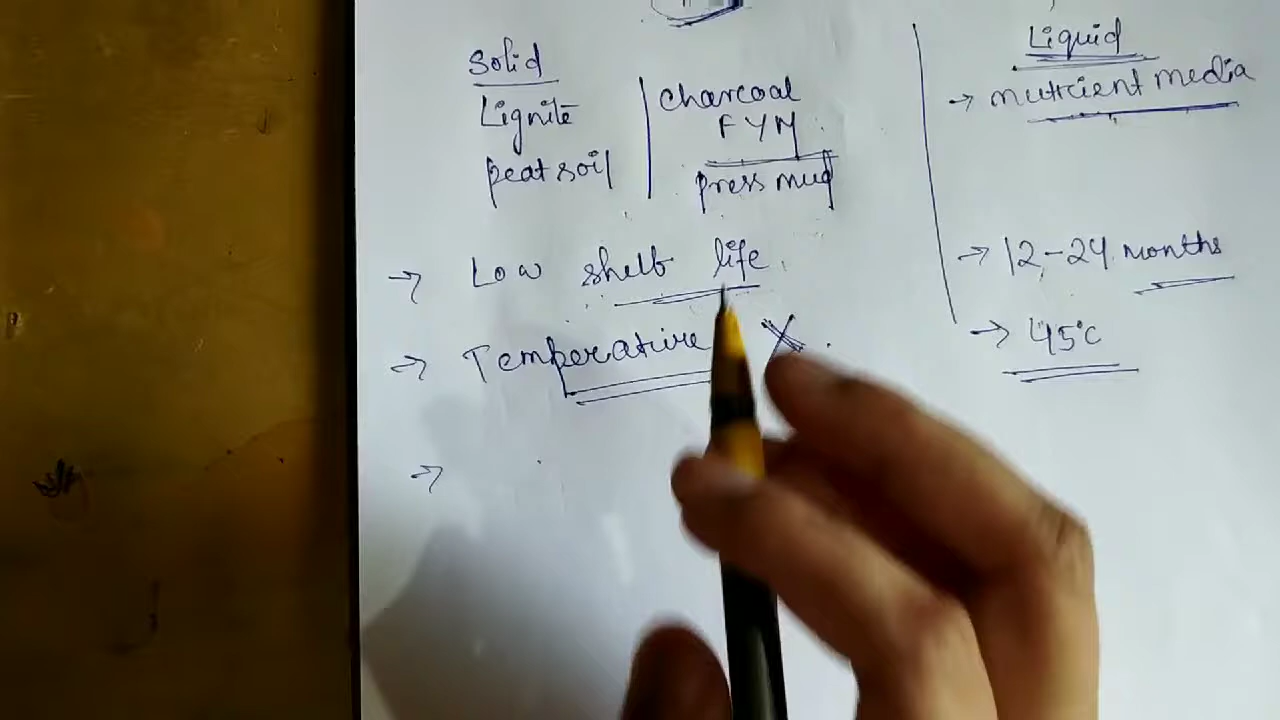 Solid
Lignite
peat soil
charcoal
FYM
press mud
→ Low shelf life
→ Temperature X
→
Liquid
→ nutrient media
→ 12-24 months
→ 45°c